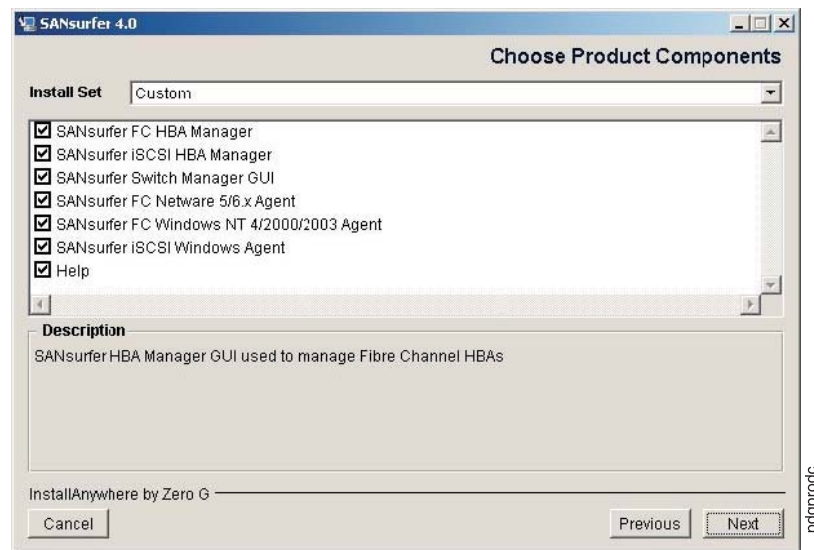 SANsurfer 4.0
Choose Product Components
Install Set Custom
SANsurfer FC HBA Manager
SANsurfer iSCSI HBA Manager
SANsurfer Switch Manager GUI
SANsurfer FC Netware 5/6.x Agent
SANsurfer FC Windows NT 4/2000/2003 Agent
SANsurfer iSCSI Windows Agent
Help
Description
SANsurfer HBA Manager GUI used to manage Fibre Channel HBAs
InstallAnywhere by Zero G
Cancel Previous Next